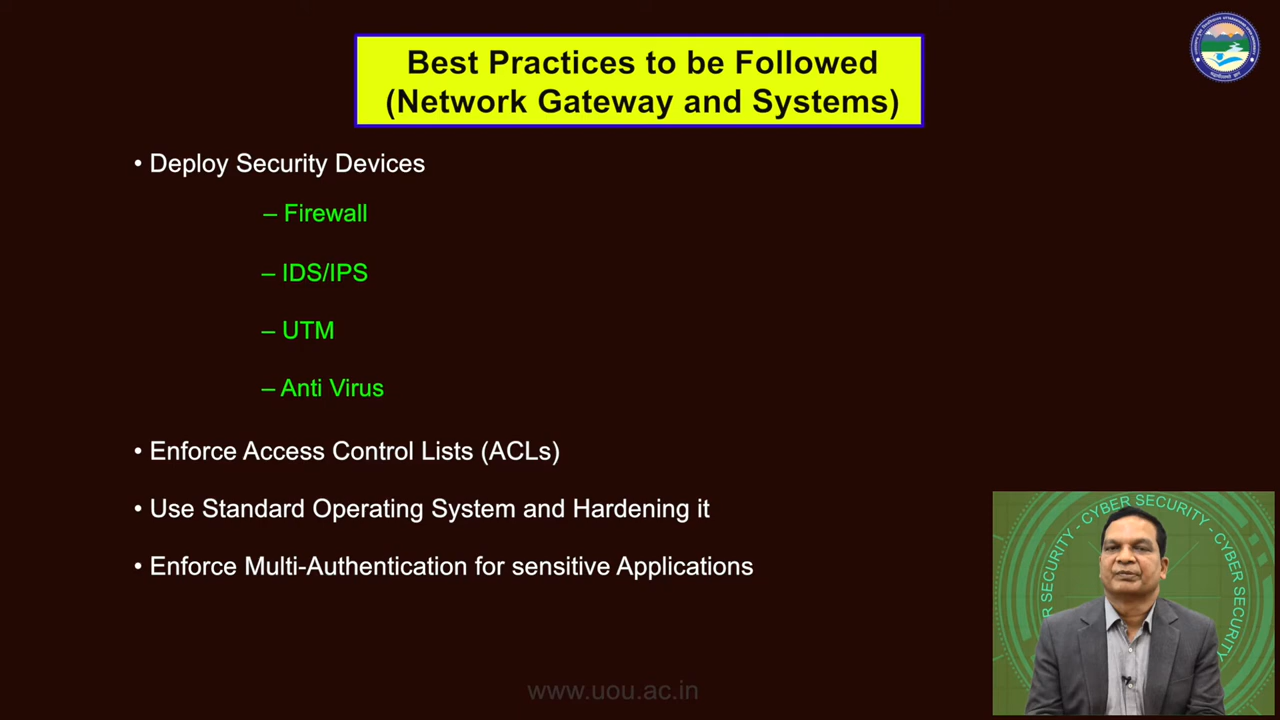 Best Practices to be Followed
(Network Gateway and Systems)
• Deploy Security Devices
– Firewall
– IDS/IPS
– UTM
– Anti Virus
• Enforce Access Control Lists (ACLs)
• Use Standard Operating System and Hardening it
• Enforce Multi-Authentication for sensitive Applications
CYBER SECURITY - CYBER SECURITY - CYBER SECURITY
www.uou.ac.in